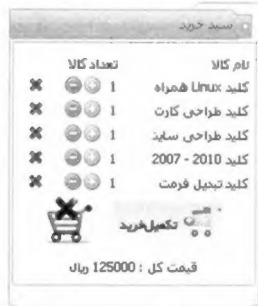 سبد خرید
نام کالا تعداد کالا
کلید Linux همراه 1
کلید طراحی کارت 1
کلید طراحی سایت 1
کلید 2010 - 2007 1
کلید تبدیل فرمت 1
تکمیل خرید
قیمت کل : 125000 ریال